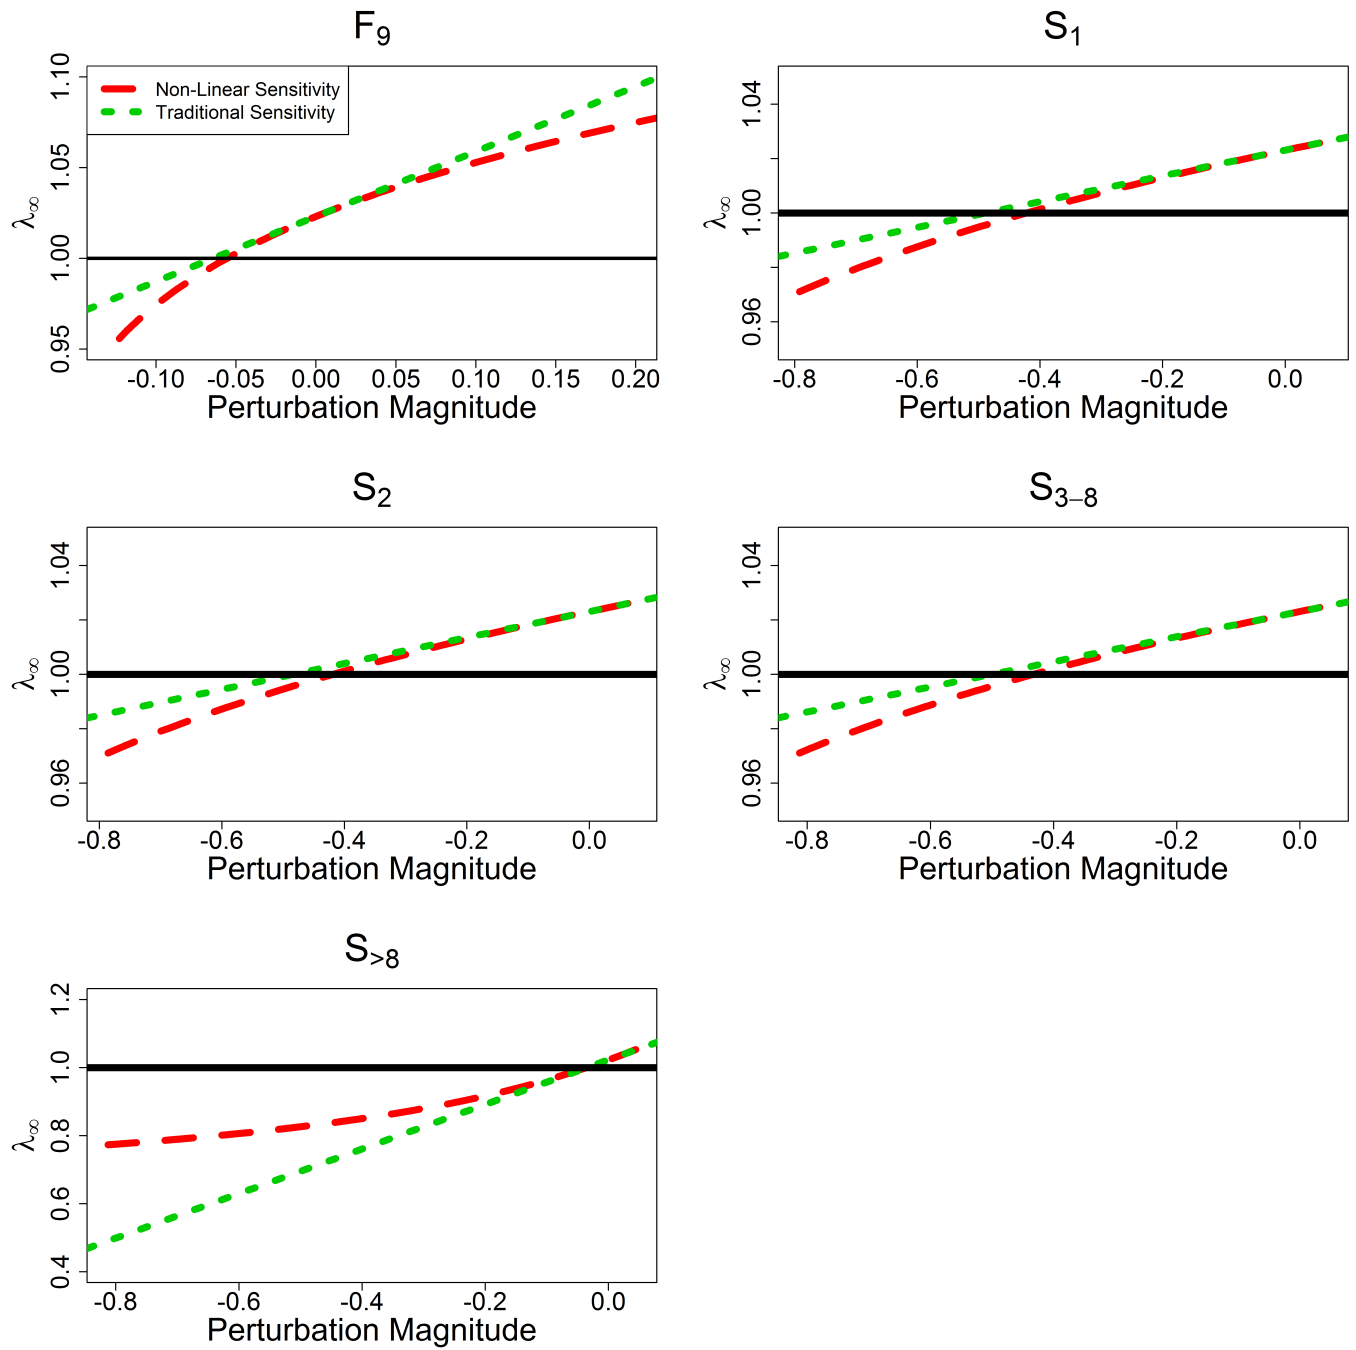 F₉
1.10
1.05
1.00
0.95
λ∞
Non-Linear Sensitivity
Traditional Sensitivity
-0.10 -0.05 0.00 0.05 0.10 0.15 0.20
Perturbation Magnitude
S₁
1.04
1.00
0.96
λ∞
-0.8 -0.6 -0.4 -0.2 0.0
Perturbation Magnitude
S₂
1.04
1.00
0.96
λ∞
-0.8 -0.6 -0.4 -0.2 0.0
Perturbation Magnitude
S₃₋₈
1.04
1.00
0.96
λ∞
-0.8 -0.6 -0.4 -0.2 0.0
Perturbation Magnitude
S>₈
1.2
1.0
0.8
0.6
0.4
λ∞
-0.8 -0.6 -0.4 -0.2 0.0
Perturbation Magnitude